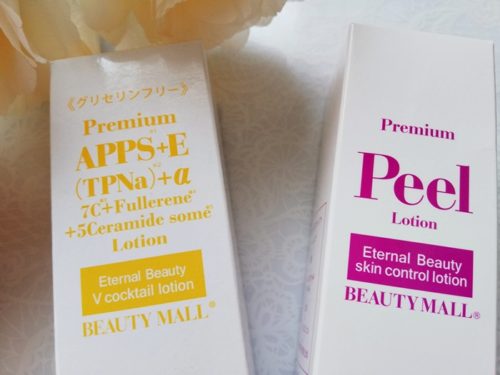 《グリセリンフリー》
Premium
APPS+E
(TPNa)+α
7C+Fullerene
+5Ceramide some
Lotion
Eternal Beauty
V cocktail lotion
BEAUTY MALL®
Premium
Peel
Lotion
Eternal Beauty
skin control lotion
BEAUTY MALL®